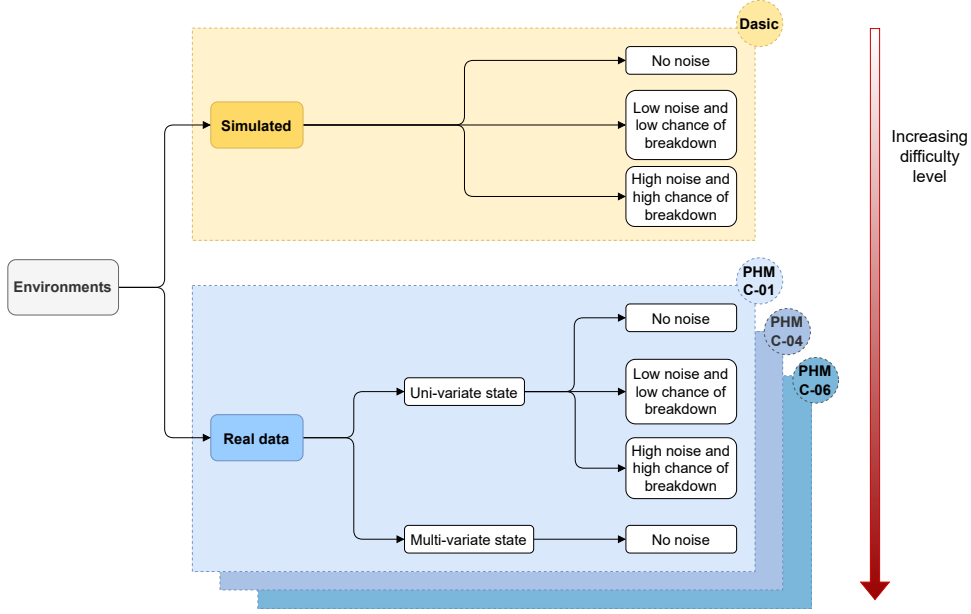 Dasic
No noise
Simulated
Low noise and
low chance of
breakdown
High noise and
high chance of
breakdown
Increasing
difficulty
level
Environments
PHM
C-01
PHM
C-04
PHM
C-06
No noise
Uni-variate state
Low noise and
low chance of
breakdown
Real data
High noise and
high chance of
breakdown
Multi-variate state
No noise